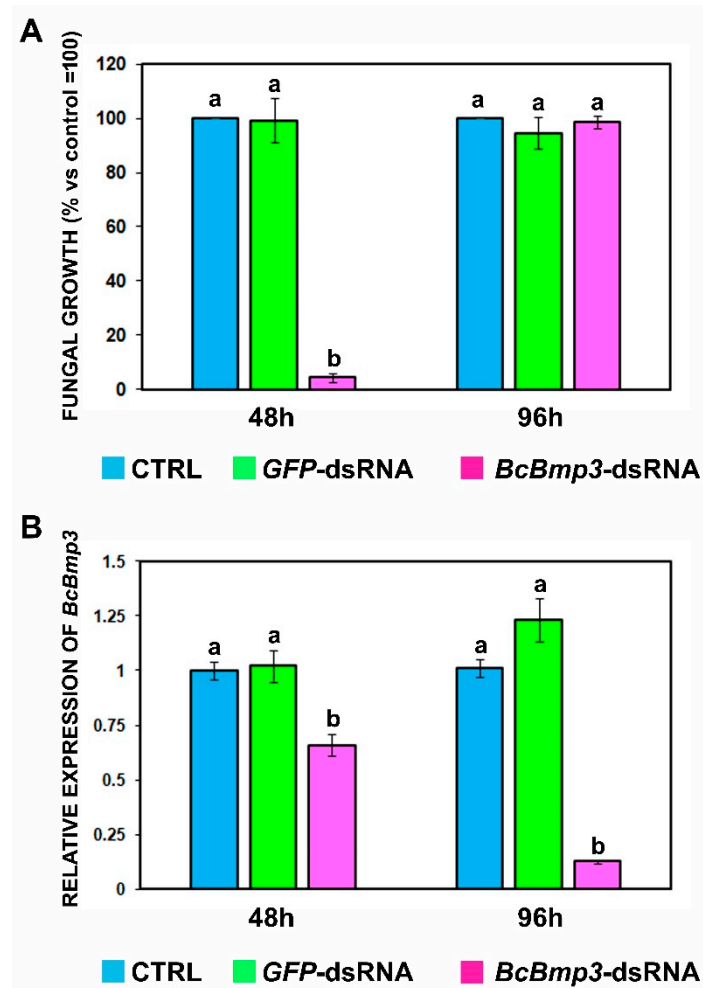 A
FUNGAL GROWTH (% vs control =100)
120
100
80
60
40
20
0
a
a
b
a
a
a
48h
96h
CTRL
GFP-dsRNA
BcBmp3-dsRNA
B
RELATIVE EXPRESSION OF BcBmp3
1.5
1.25
1
0.75
0.5
0.25
0
a
a
b
a
a
b
48h
96h
CTRL
GFP-dsRNA
BcBmp3-dsRNA